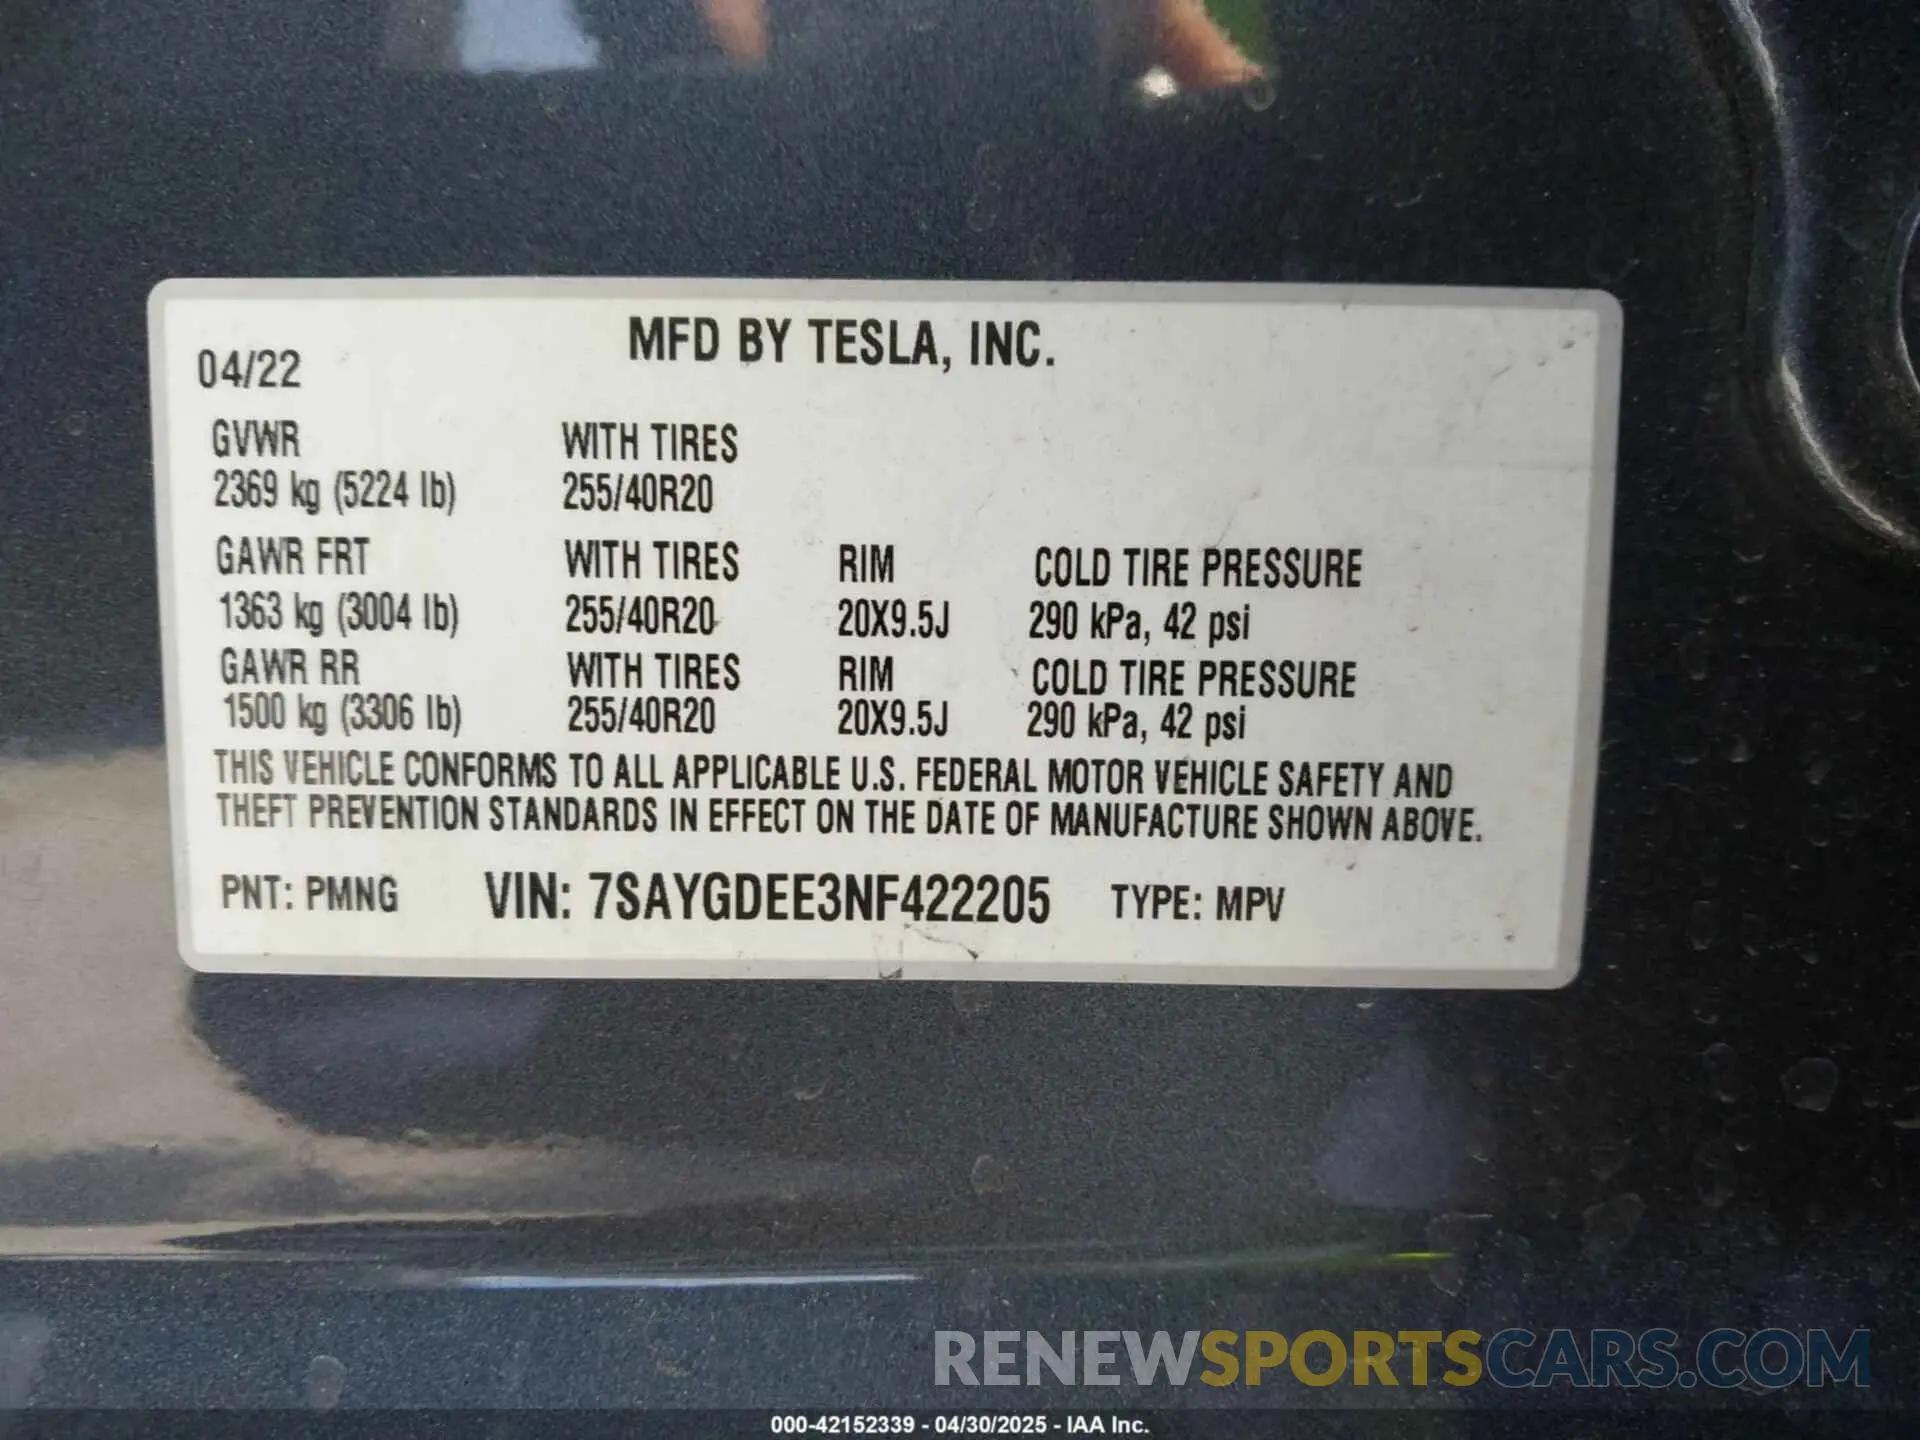 MFD BY TESLA, INC.
04/22
GVWR WITH TIRES
2369 kg (5224 lb) 255/40R20
GAWR FRT WITH TIRES RIM COLD TIRE PRESSURE
1363 kg (3004 lb) 255/40R20 20X9.5J 290 kPa, 42 psi
GAWR RR WITH TIRES RIM COLD TIRE PRESSURE
1500 kg (3306 lb) 255/40R20 20X9.5J 290 kPa, 42 psi
THIS VEHICLE CONFORMS TO ALL APPLICABLE U.S. FEDERAL MOTOR VEHICLE SAFETY AND
THEFT PREVENTION STANDARDS IN EFFECT ON THE DATE OF MANUFACTURE SHOWN ABOVE.
PNT: PMNG VIN: 7SAYGDEE3NF422205 TYPE: MPV
RENEWSPORTSCARS.COM
000-42152339 - 04/30/2025 - IAA Inc.